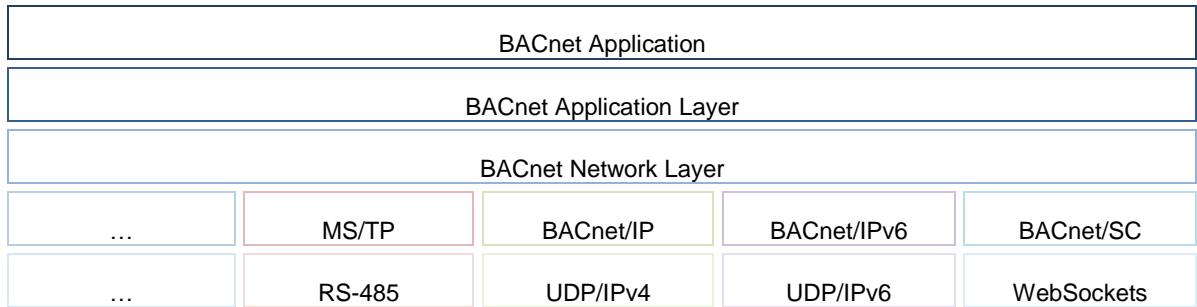 BACnet Application
BACnet Application Layer
BACnet Network Layer
… MS/TP BACnet/IP BACnet/IPv6 BACnet/SC
… RS-485 UDP/IPv4 UDP/IPv6 WebSockets